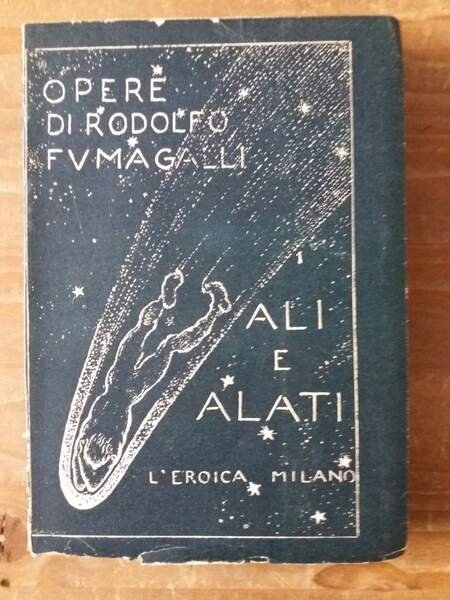 OPERE
DI RODOLFO
FVMAGALLI
1
ALI
E
ALATI
L'EROICA MILANO